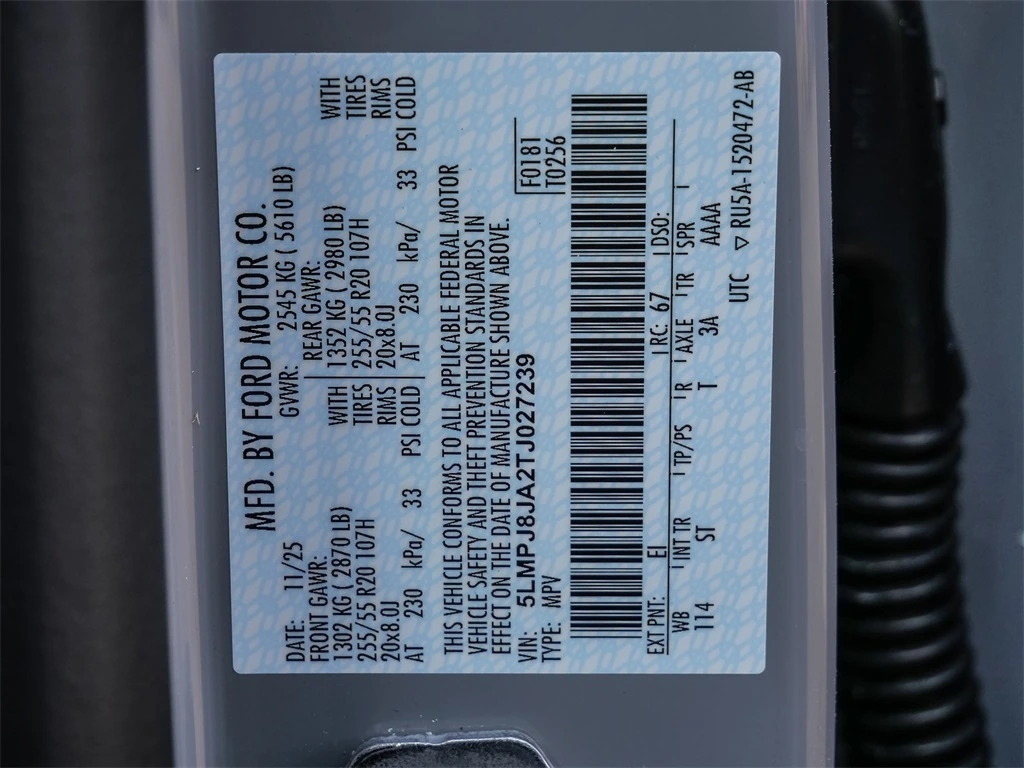 MFD. BY FORD MOTOR CO.
DATE: 11/25 GVWR: 2545 KG ( 5610 LB)
FRONT GAWR: REAR GAWR:
1302 KG ( 2870 LB) WITH 1352 KG ( 2980 LB) WITH
255/55 R20 107H TIRES 255/55 R20 107H TIRES
20x8.0J RIMS 20x8.0J RIMS
AT 230 kPa/ 33 PSI COLD AT 230 kPa/ 33 PSI COLD
THIS VEHICLE CONFORMS TO ALL APPLICABLE FEDERAL MOTOR
VEHICLE SAFETY AND THEFT PREVENTION STANDARDS IN
EFFECT ON THE DATE OF MANUFACTURE SHOWN ABOVE.
VIN: 5LMPJ8JA2TJ027239 F0181
TYPE: MPV T0256
EXT PNT: EI RC: 67 DSO:
WB INT TR TP/PS R AXLE TR SPR
114 ST T 3A AAAA
UTC ▽ RU5A-1520472-AB